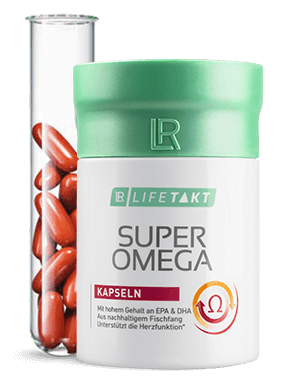 LR
LR LIFETAKT
SUPER
OMEGA
KAPSELN
Mit hohem Gehalt an EPA & DHA
Aus nachhaltigem Fischfang
Unterstützt die Herzfunktion*
Ω